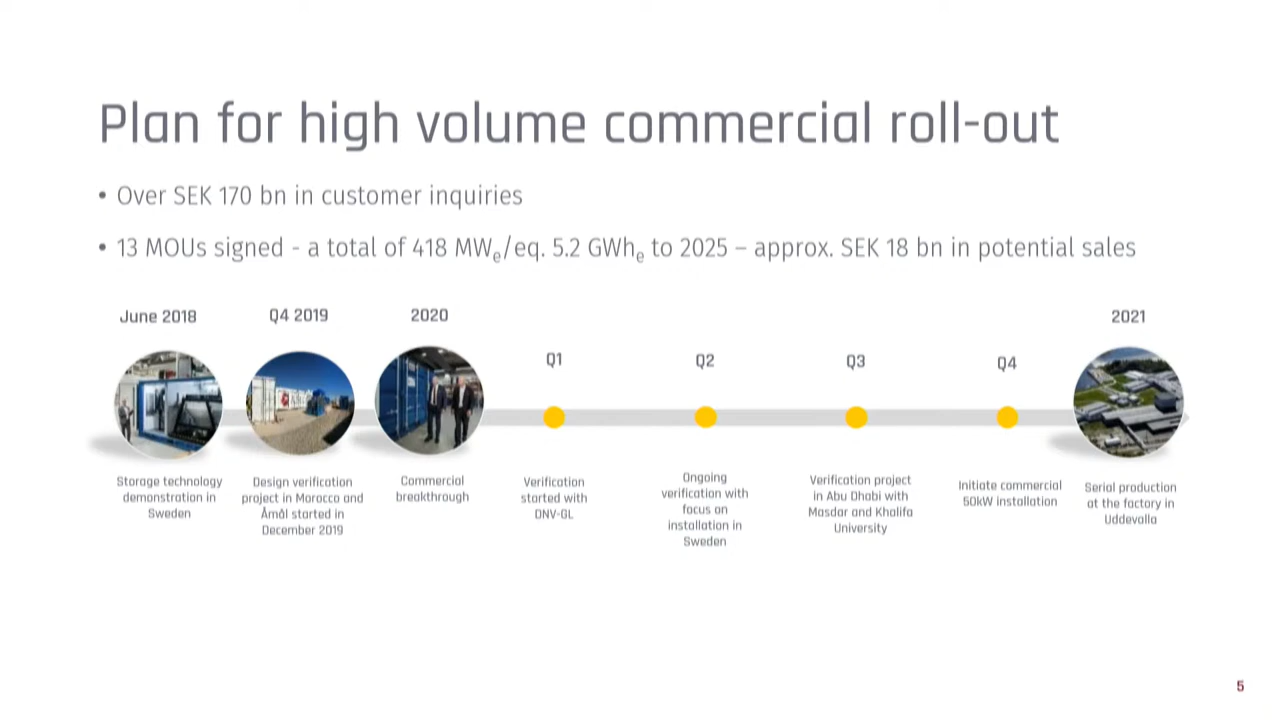 Plan for high volume commercial roll-out
• Over SEK 170 bn in customer inquiries
• 13 MOUs signed - a total of 418 MWe/eq. 5.2 GWhe to 2025 – approx. SEK 18 bn in potential sales
June 2018
Storage technology
demonstration in
Sweden
Q4 2019
Design verification
project in Morocco and
Åmål started in
December 2019
2020
Commercial
breakthrough
Q1
Verification
started with
DNV-GL
Q2
Ongoing
verification with
focus on
installation in
Sweden
Q3
Verification project
in Abu Dhabi with
Masdar and Khalifa
University
Q4
Initiate commercial
50kW installation
2021
Serial production
at the factory in
Uddevalla
5